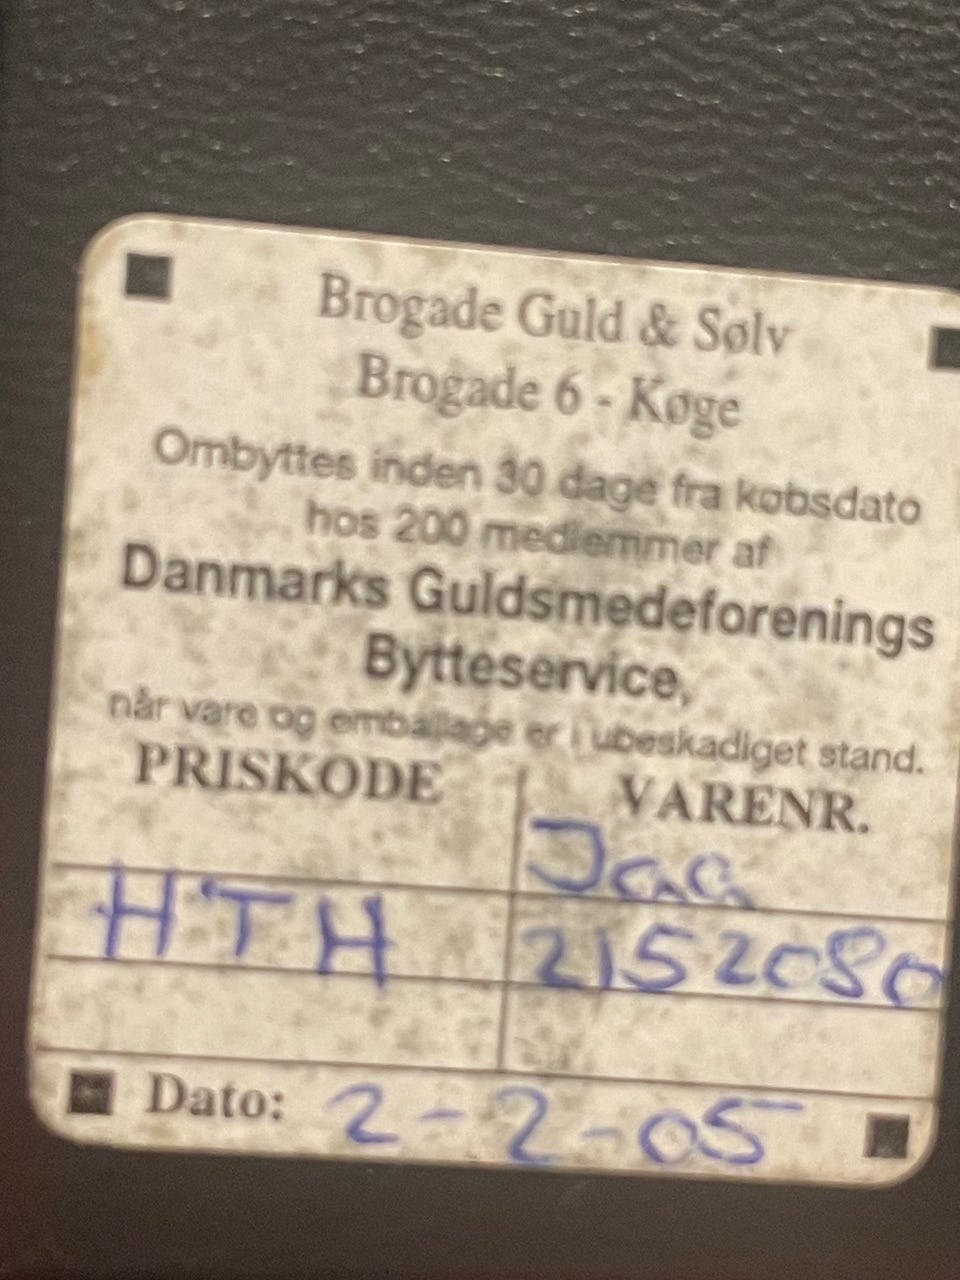 Brogade Guld & Sølv
Brogade 6 - Køge
Ombyttes inden 30 dage fra købsdato
hos 200 medlemmer af
Danmarks Guldsmedeforenings
Bytteservice,
når vare og emballage er i ubeskadiget stand.
PRISKODE VARENR.
HTH 2152080
Dato: 2-2-05